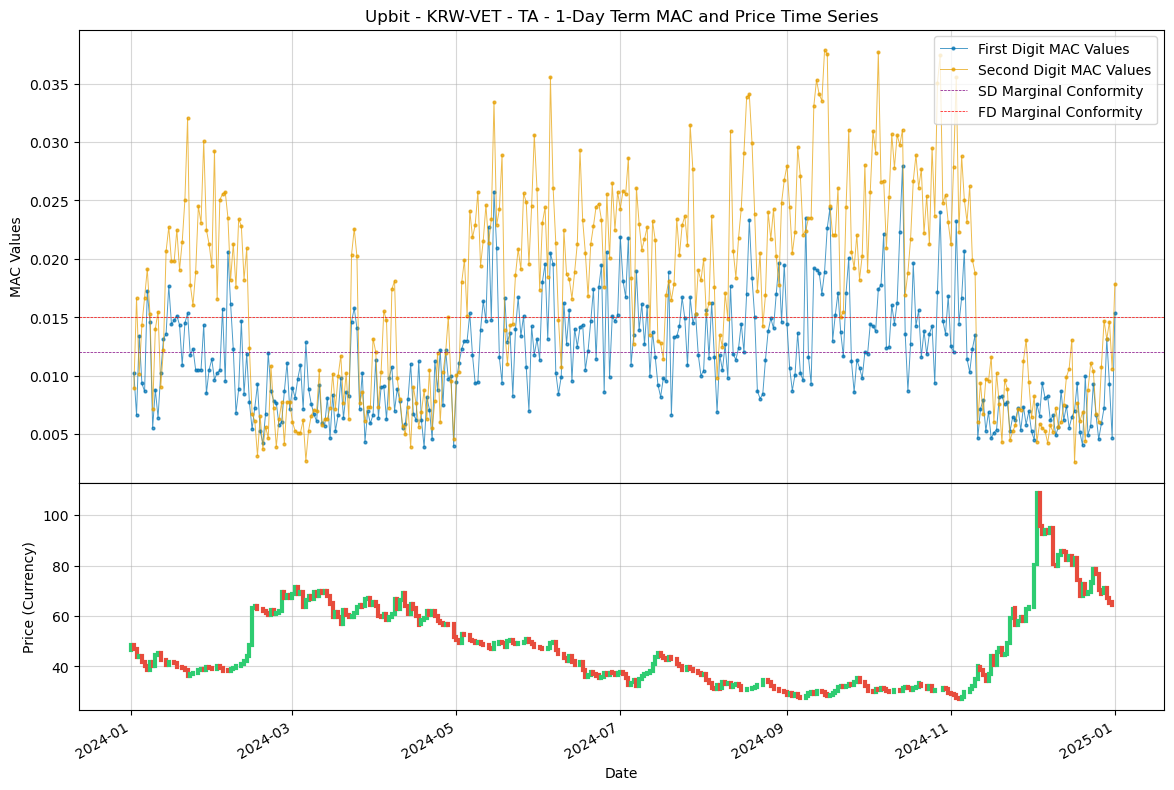 Upbit - KRW-VET - TA - 1-Day Term MAC and Price Time Series
First Digit MAC Values
Second Digit MAC Values
SD Marginal Conformity
FD Marginal Conformity
MAC Values
0.035
0.030
0.025
0.020
0.015
0.010
0.005
Price (Currency)
100
80
60
40
2024-01
2024-03
2024-05
2024-07
2024-09
2024-11
2025-01
Date